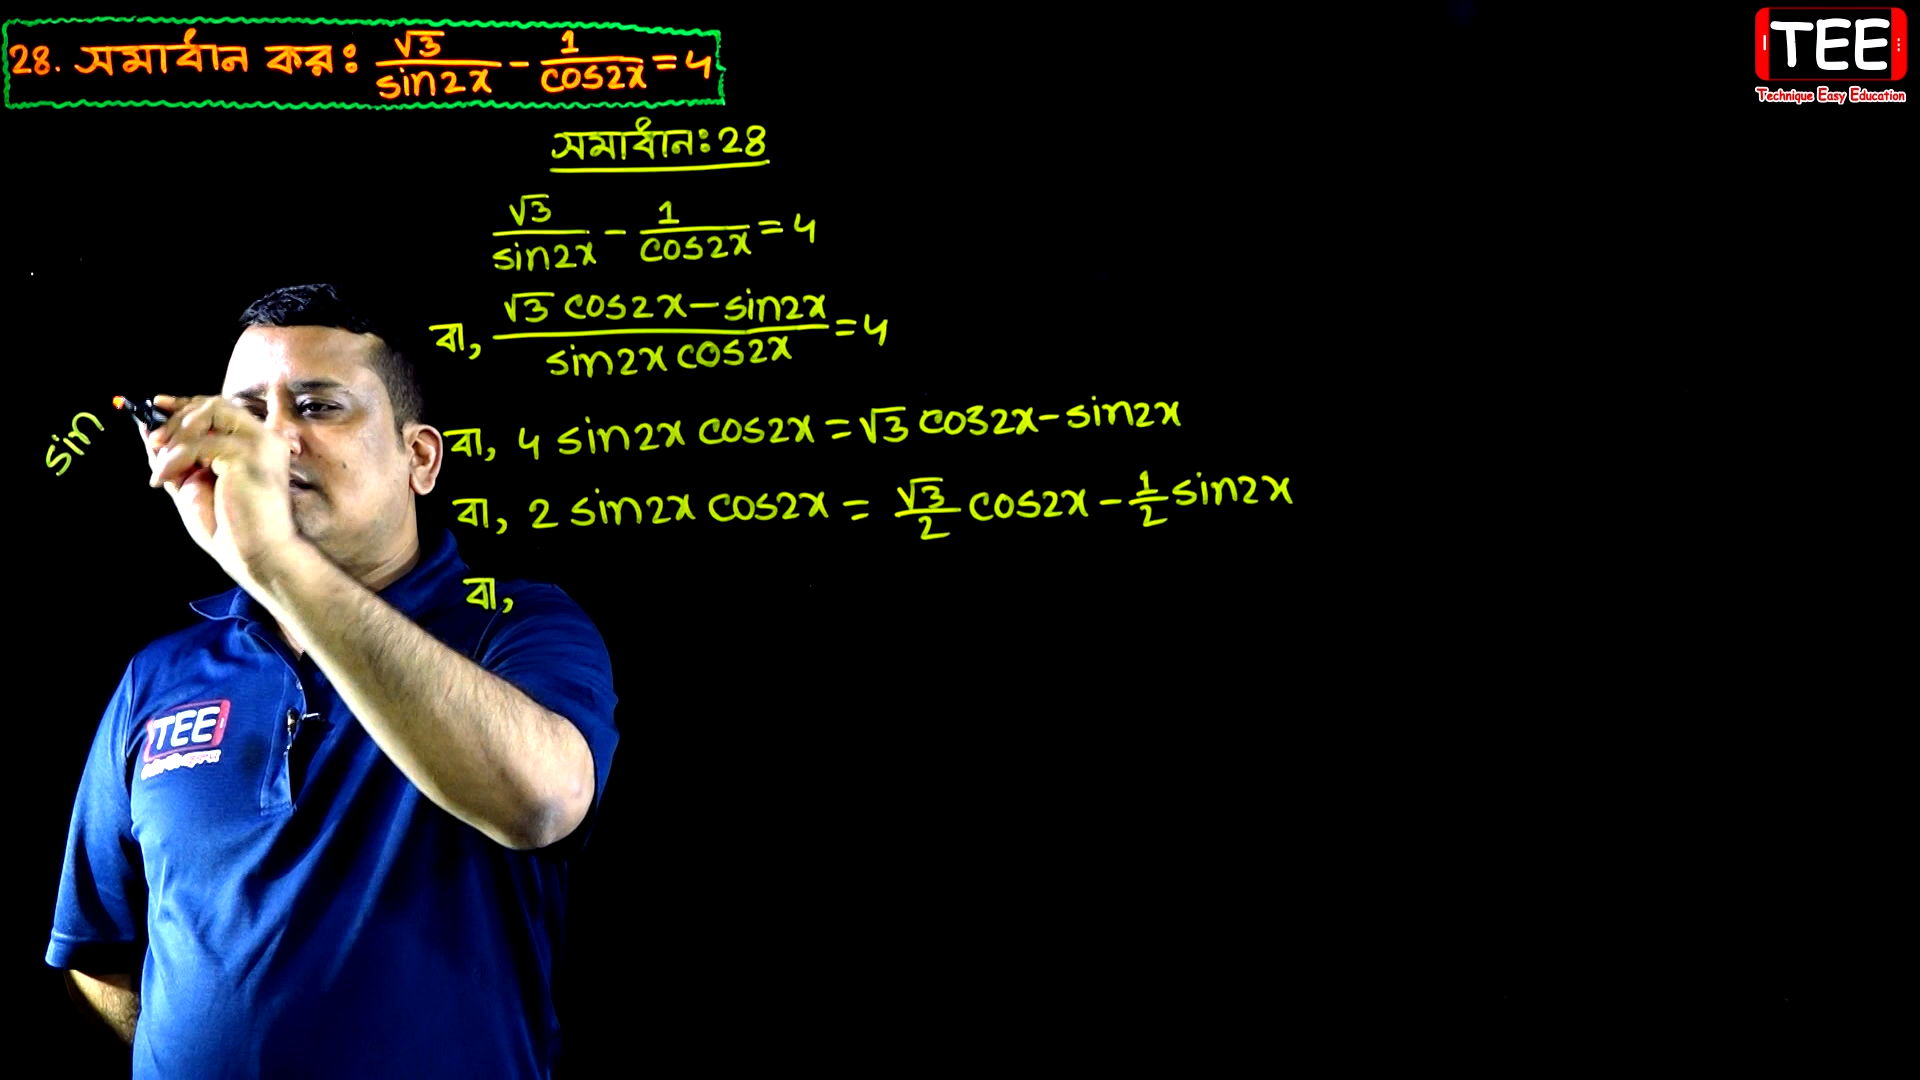 28. সমাধান কর: √3/sin2x - 1/cos2x = 4
TEE
Technique Easy Education
সমাধান: 28
√3/sin2x - 1/cos2x = 4
বা, (√3 cos2x - sin2x)/(sin2x cos2x) = 4
বা, 4 sin2x cos2x = √3 cos2x - sin2x
sin
বা, 2 sin2x cos2x = √3/2 cos2x - 1/2 sin2x
বা,
TEE